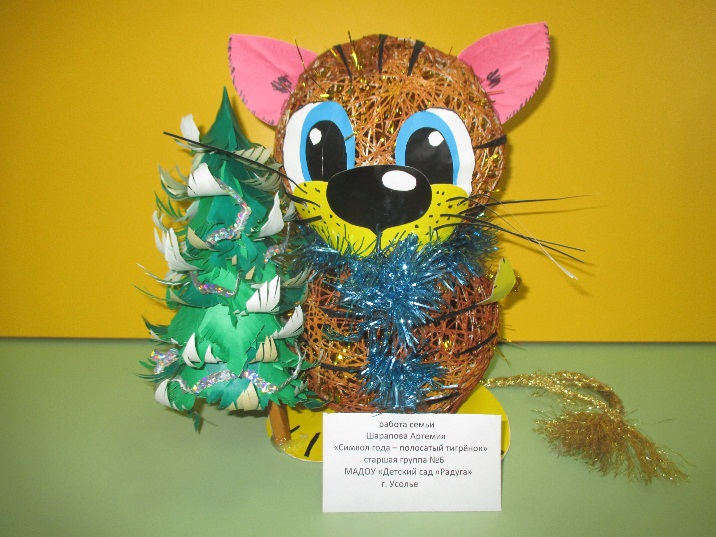 работа семьи
Шарапова Артемия
«Символ года – полосатый тигрёнок»
старшая группа №6
МАДОУ «Детский сад «Радуга»
г. Усолье